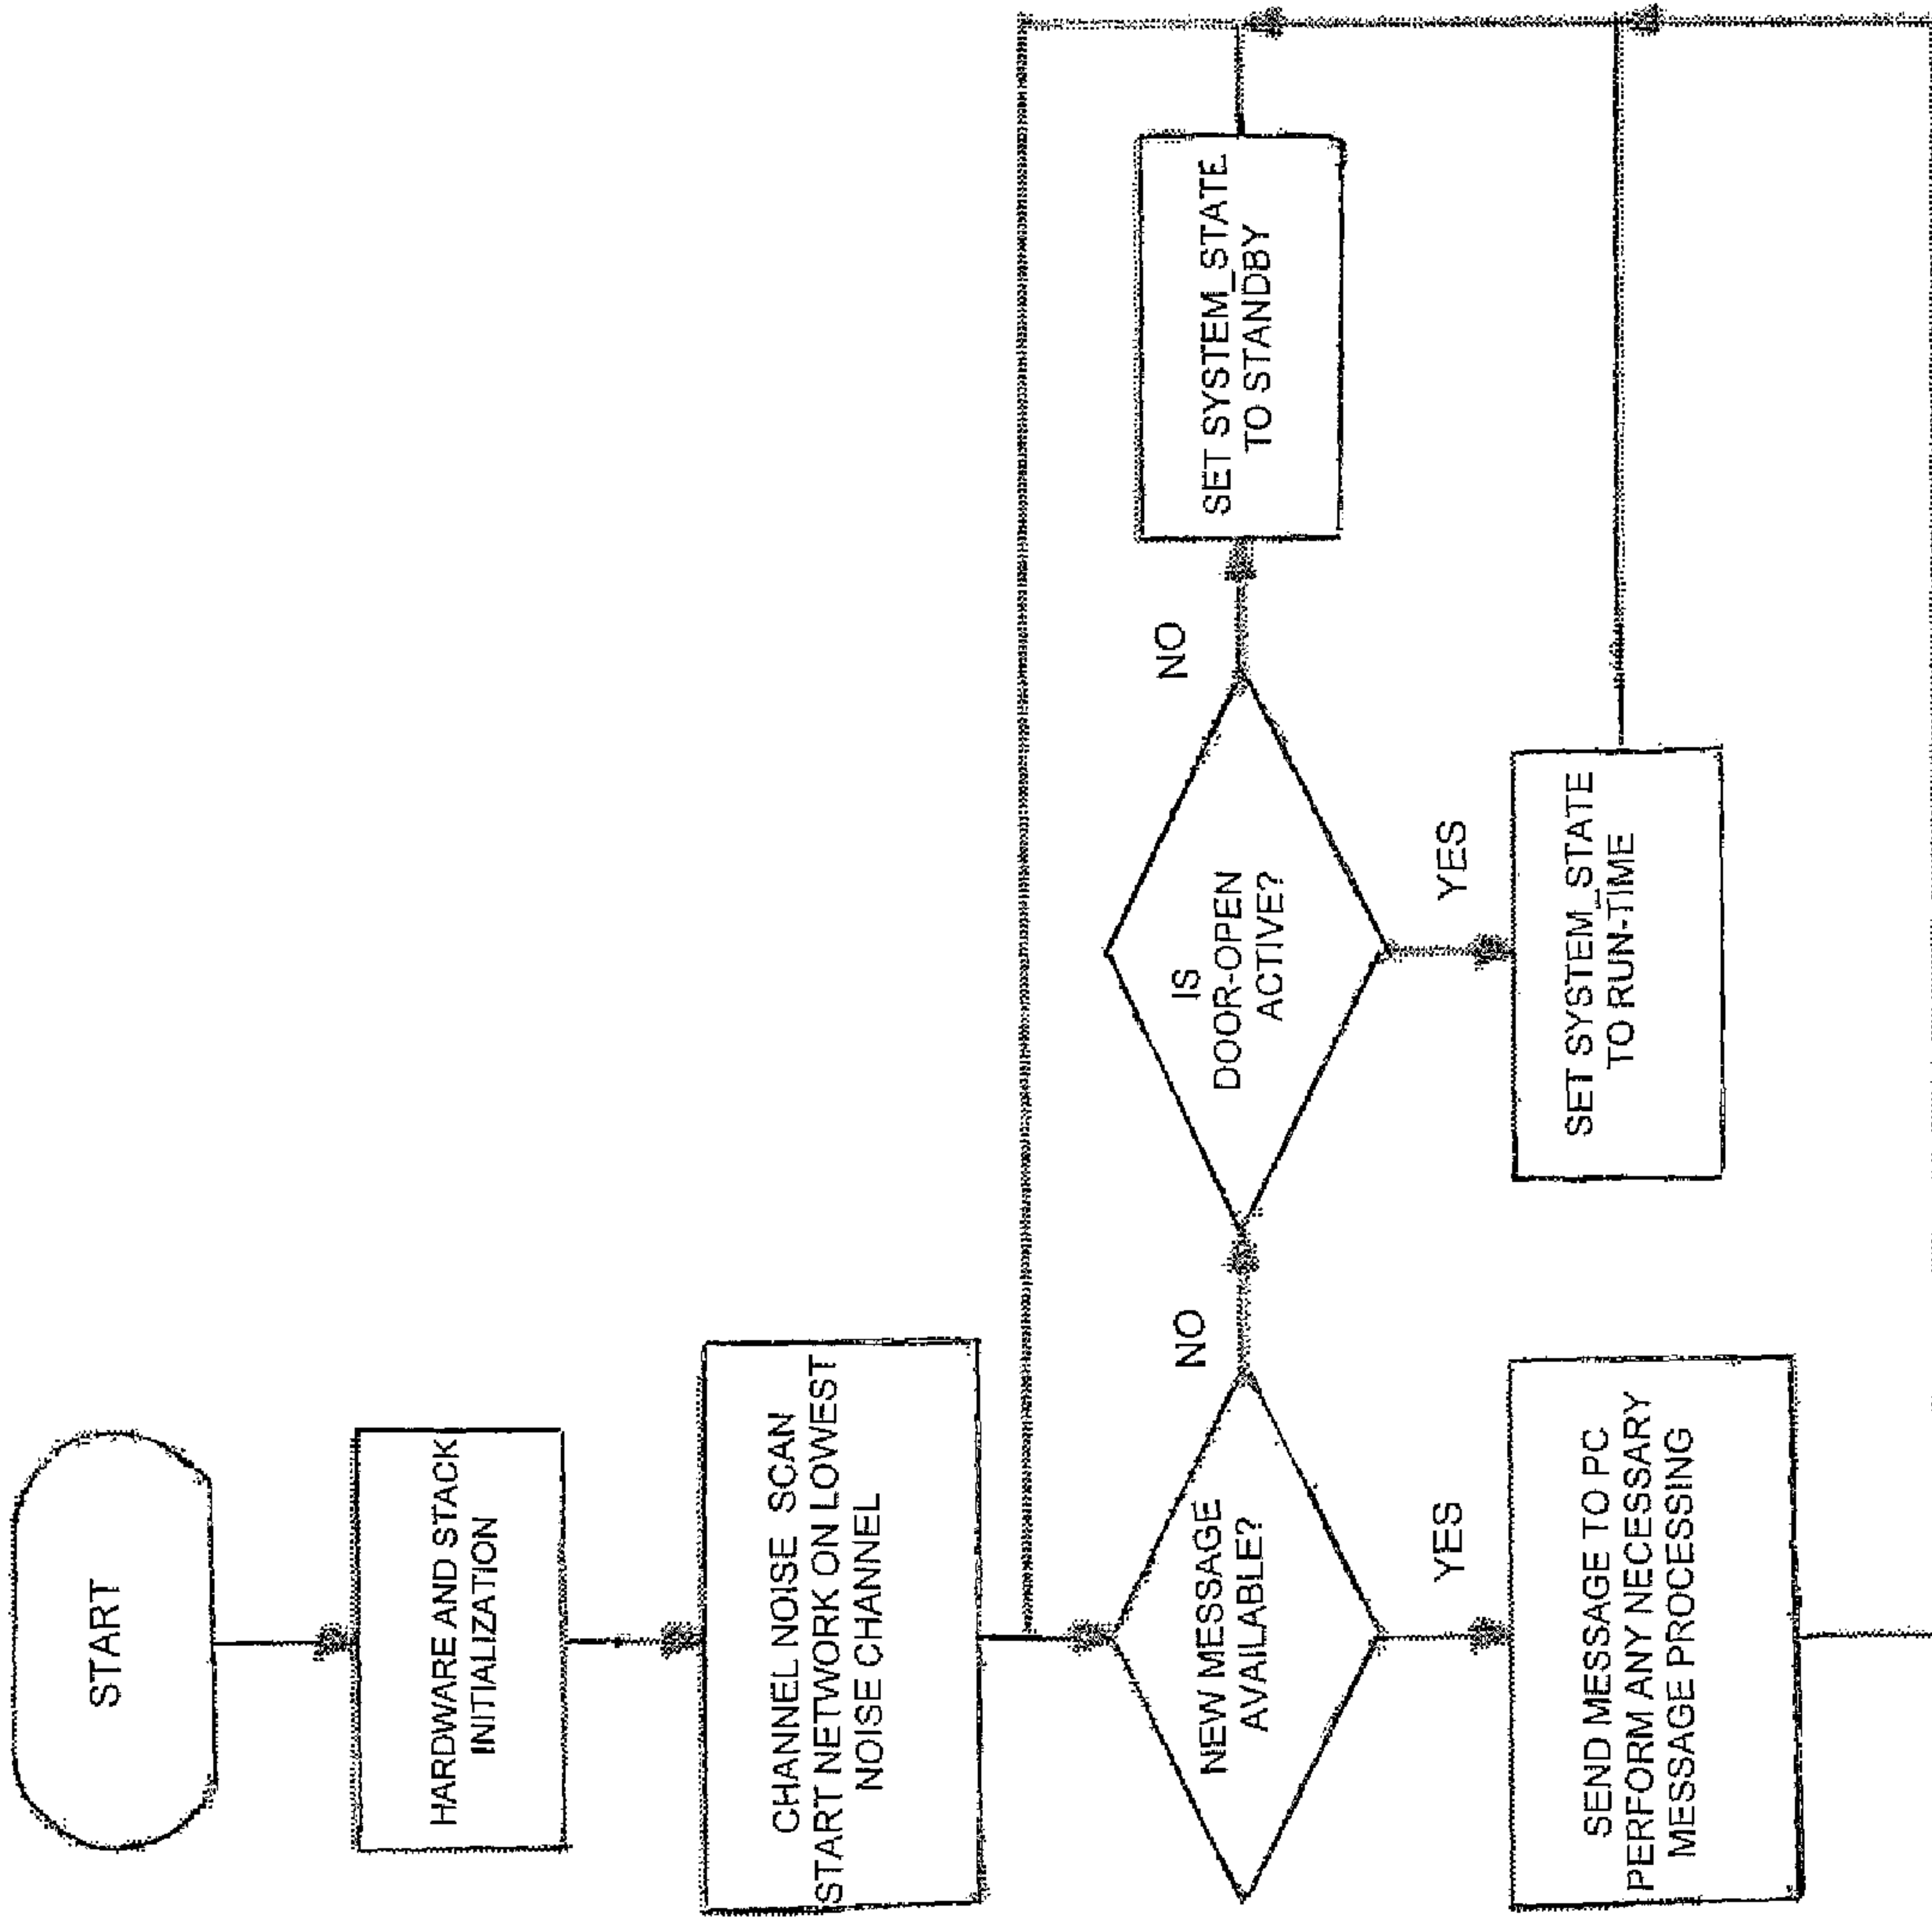 START
HARDWARE AND STACK
INITIALIZATION
CHANNEL NOISE SCAN
START NETWORK ON LOWEST
NOISE CHANNEL
NEW MESSAGE
AVAILABLE?
NO
YES
SEND MESSAGE TO PC
PERFORM ANY NECESSARY
MESSAGE PROCESSING
IS
DOOR-OPEN
ACTIVE?
NO
YES
SET SYSTEM_STATE
TO RUN-TIME
SET SYSTEM_STATE
TO STANDBY